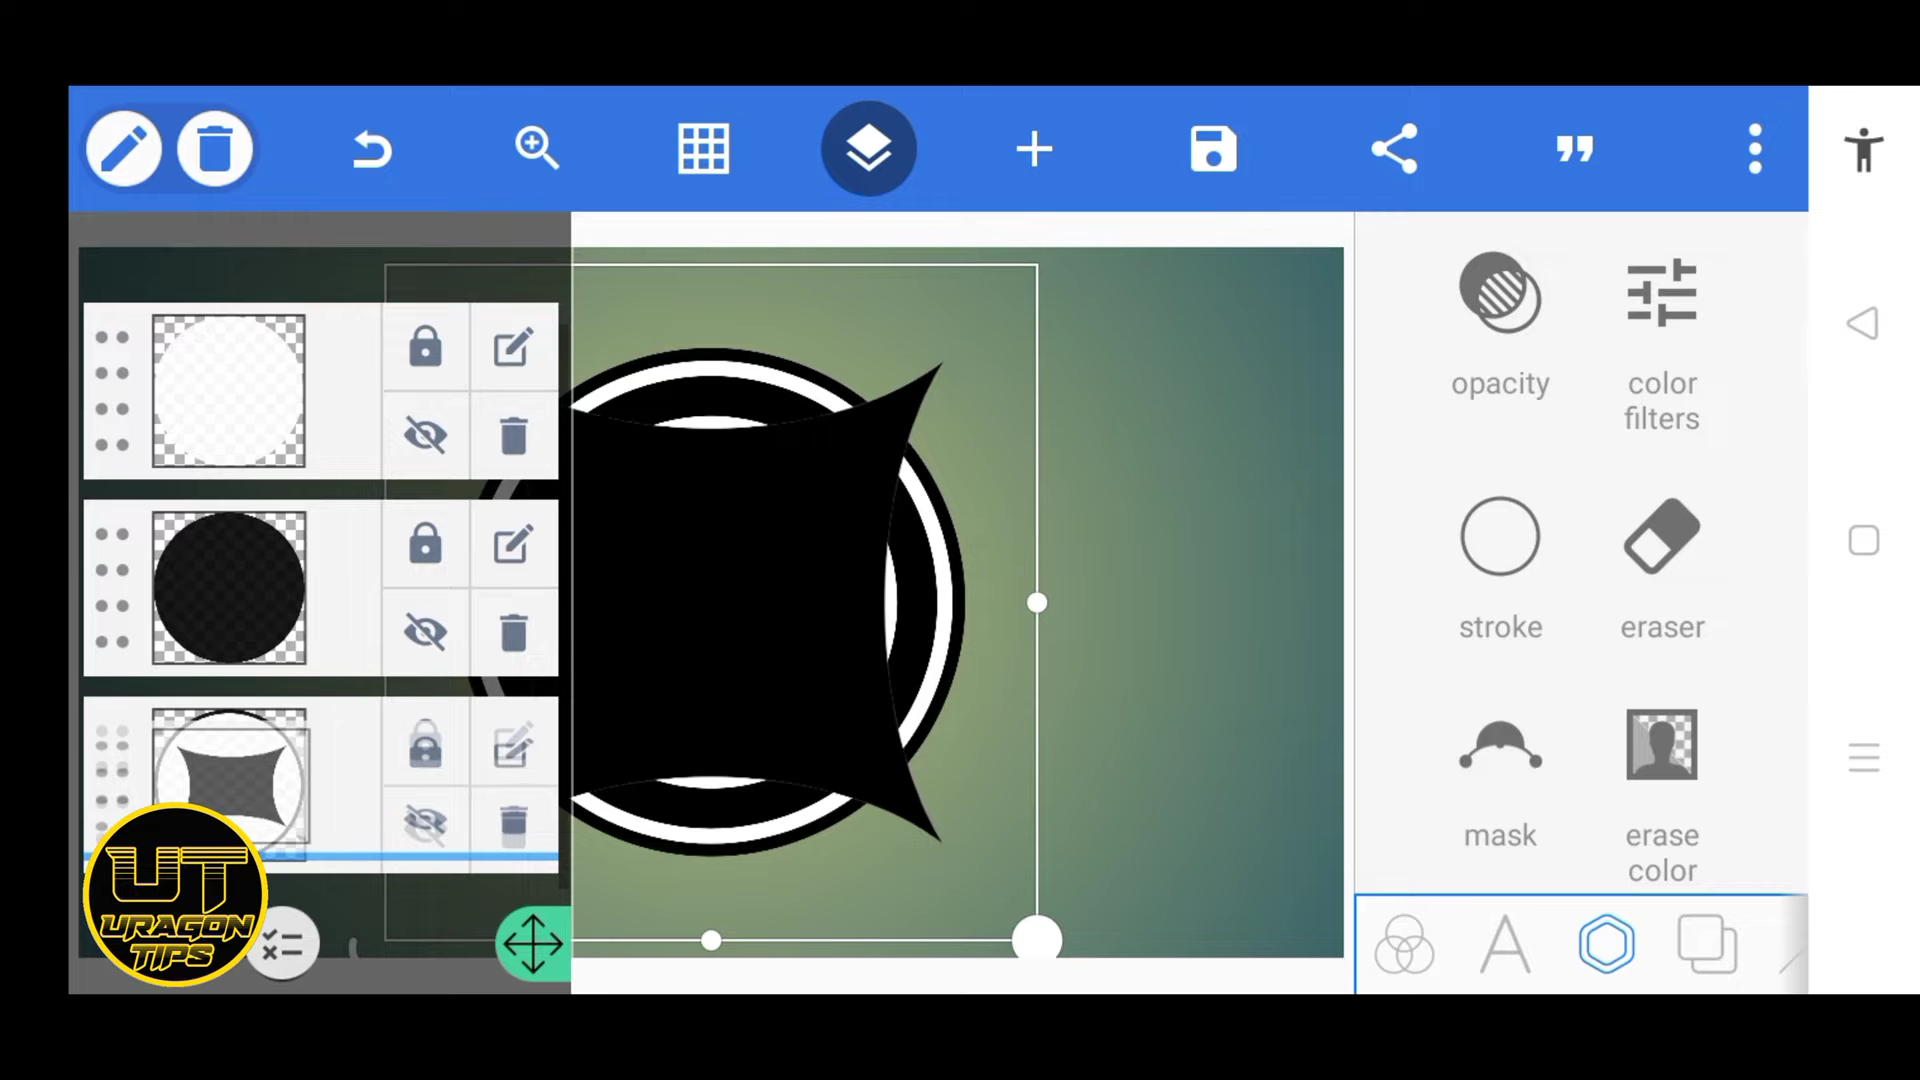 opacity
color
filters
stroke
eraser
mask
erase
color
UT
URAGON
TIPS